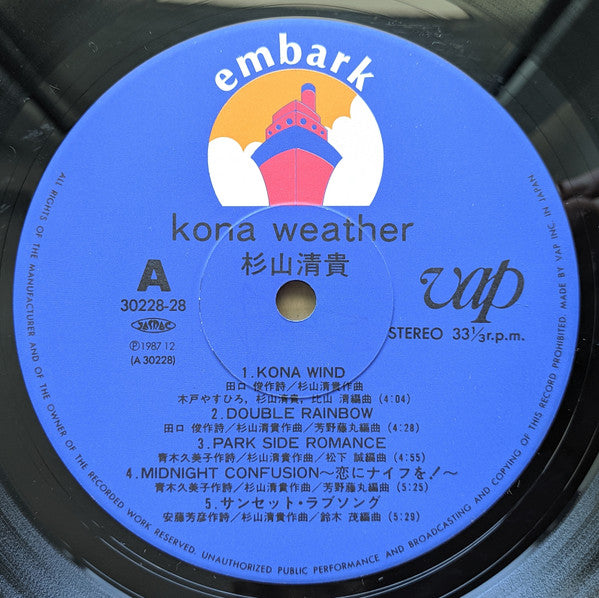 embark
kona weather
杉山清貴
A
30228-28
℗1987.12
(A 30228)
vap
STEREO 33⅓r.p.m.
1.KONA WIND
田口 俊作詩/杉山清貴作曲
木戸やすひろ, 杉山清貴, 比山 清編曲 (4:04)
2.DOUBLE RAINBOW
田口 俊作詩/杉山清貴作曲/芳野藤丸編曲 (4:28)
3.PARK SIDE ROMANCE
青木久美子作詩/杉山清貴作曲/松下 誠編曲 (4:55)
4.MIDNIGHT CONFUSION〜恋にナイフを!〜
青木久美子作詩/杉山清貴作曲/芳野藤丸編曲 (5:25)
5.サンセット・ラブソング
安藤芳彦作詩/杉山清貴作曲/鈴木 茂編曲 (5:29)
ALL RIGHTS OF THE MANUFACTURER AND OF THE OWNER OF THE RECORDED WORK RESERVED. UNAUTHORIZED PUBLIC PERFORMANCE AND BROADCASTING AND COPYING OF THIS RECORD PROHIBITED. MADE BY VAP INC. IN JAPAN